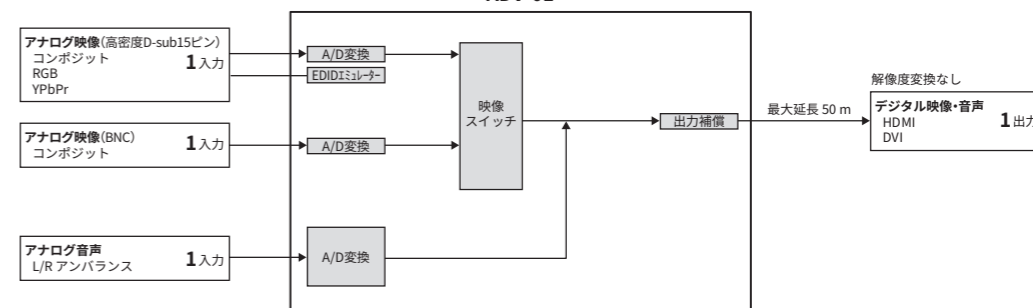 アナログ映像(高密度D-sub15ピン)
コンポジット
RGB
YPbPr
1入力
A/D変換
EDIDエミュレーター
アナログ映像(BNC)
コンポジット
1入力
A/D変換
アナログ音声
L/R アンバランス
1入力
A/D変換
映像
スイッチ
出力補償
最大延長 50 m
解像度変換なし
デジタル映像・音声
HDMI
DVI
1出力